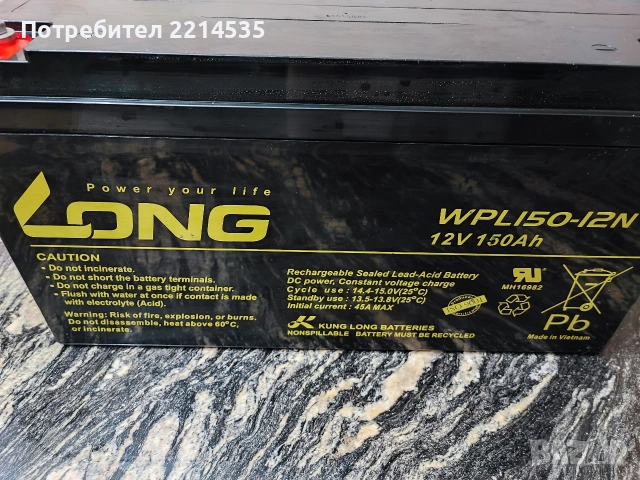 Потребител 2214535
Power your life
LONG
WPL150-12N
12V 150Ah
CAUTION
Do not incinerate.
Do not short the battery terminals.
Do not charge in a gas tight container.
Flush with water at once if contact is made
with electrolyte (Acid).
Warning: Risk of fire, explosion, or burns.
Do not disassemble, heat above 60°C,
or incinerate.
Rechargeable Sealed Lead-Acid Battery
DC power, Constant voltage charge
Cycle use : 14.4-15.0V(25°C)
Standby use : 13.5-13.8V(25°C)
Initial current : 45A MAX
KUNG LONG BATTERIES
NONSPILLABLE BATTERY MUST BE RECYCLED
MH16982
Pb
Made in Vietnam
BAZAR